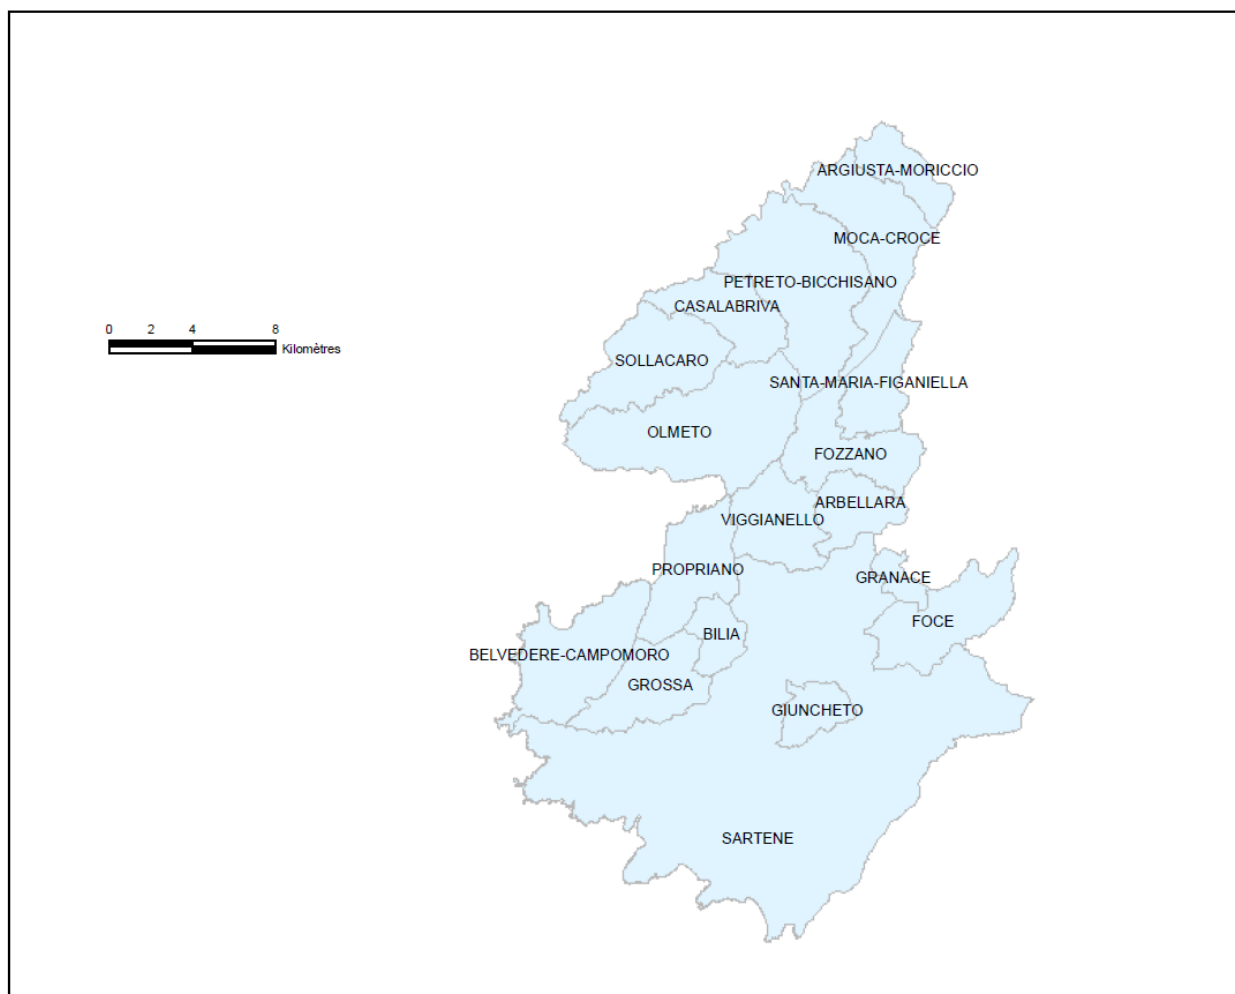 ARGIUSTA-MORICCIO
MOCA-CROCE
PETRETO-BICCHISANO
CASALABRIVA
0 2 4 8
Kilomètres
SOLLACARO
SANTA-MARIA-FIGANIELLA
OLMETO
FOZZANO
ARBELLARA
VIGGIANELLO
PROPRIANO
GRANACE
FOCE
BILIA
BELVEDERE-CAMPOMORO
GROSSA
GIUNCHETO
SARTENE